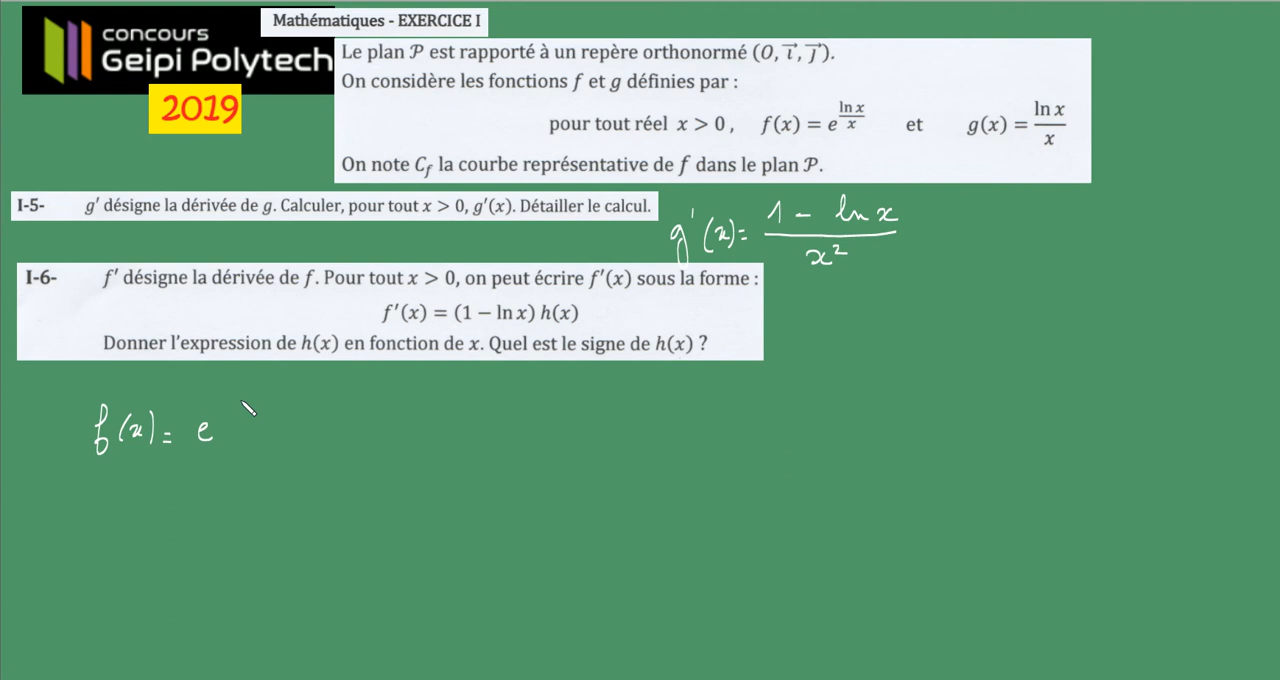 concours
Geipi Polytech
2019
Mathématiques - EXERCICE I
Le plan 𝒫 est rapporté à un repère orthonormé (O, i⃗, j⃗).
On considère les fonctions f et g définies par :
pour tout réel x > 0 , f(x) = e^(ln x / x) et g(x) = ln x / x
On note C_f la courbe représentative de f dans le plan 𝒫.
I-5- g′ désigne la dérivée de g. Calculer, pour tout x > 0, g′(x). Détailler le calcul.
g'(x) = (1 - ln x) / x²
I-6- f′ désigne la dérivée de f. Pour tout x > 0, on peut écrire f′(x) sous la forme :
f′(x) = (1 − ln x) h(x)
Donner l'expression de h(x) en fonction de x. Quel est le signe de h(x) ?
f(x) = e